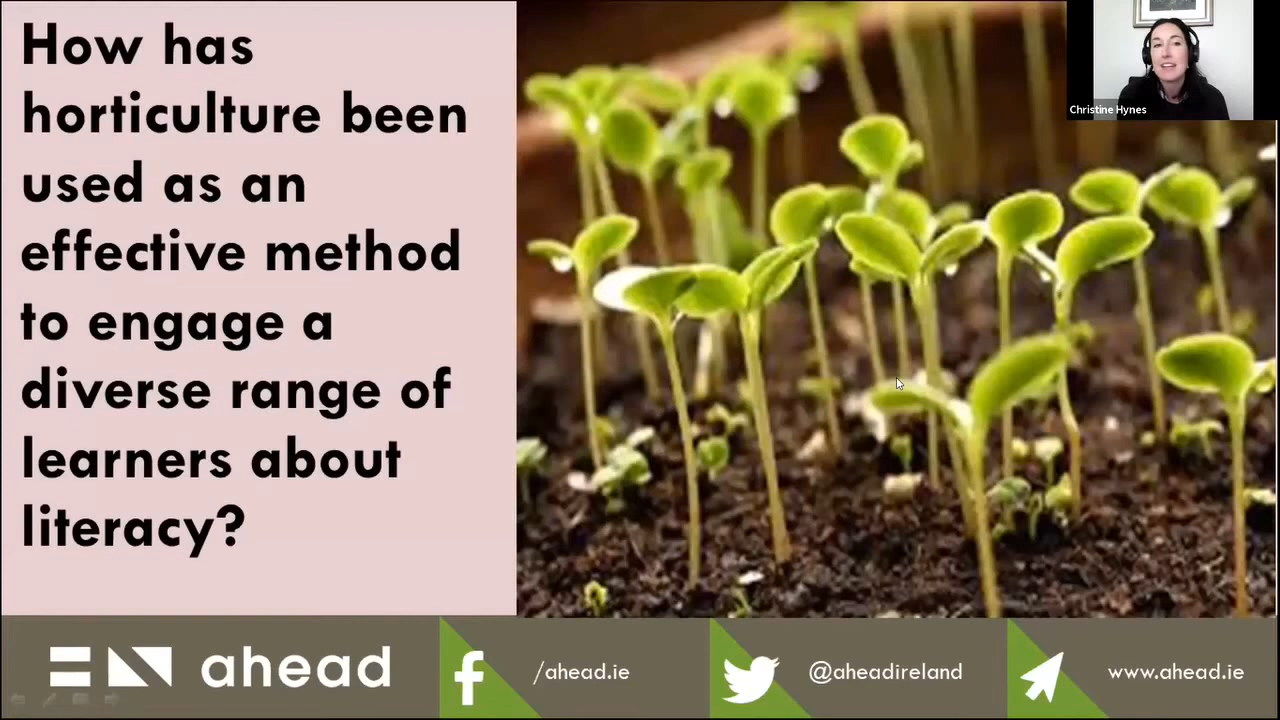 How has
horticulture been
used as an
effective method
to engage a
diverse range of
learners about
literacy?
Christine Hynes
ahead
/ahead.ie
@aheadireland
www.ahead.ie